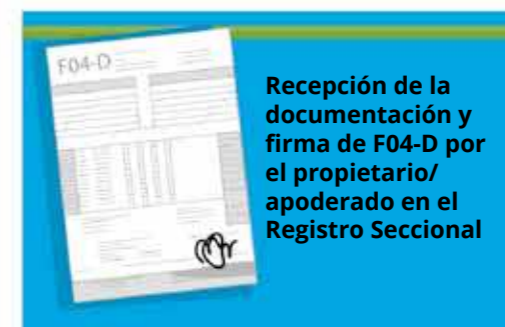 F04-D
Recepción de la
documentación y
firma de F04-D por
el propietario/
apoderado en el
Registro Seccional